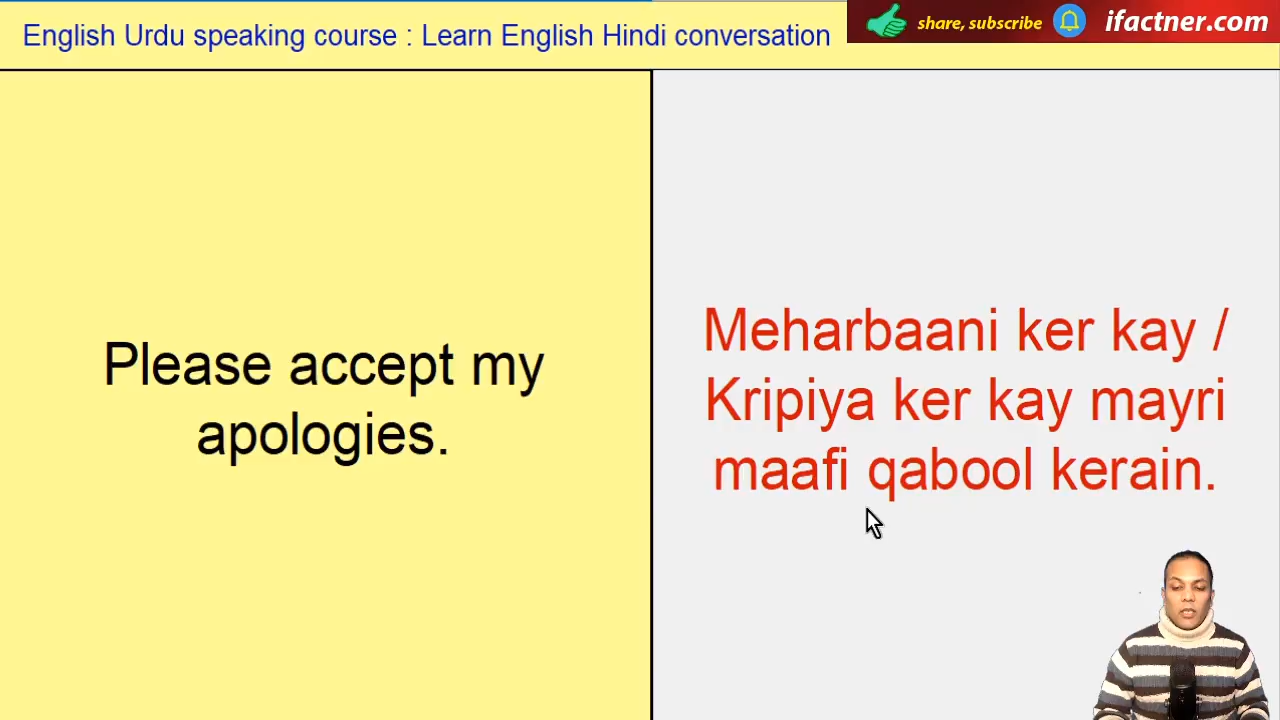 English Urdu speaking course : Learn English Hindi conversation
share, subscribe
ifactner.com
Please accept my
apologies.
Meharbaani ker kay /
Kripiya ker kay mayri
maafi qabool kerain.